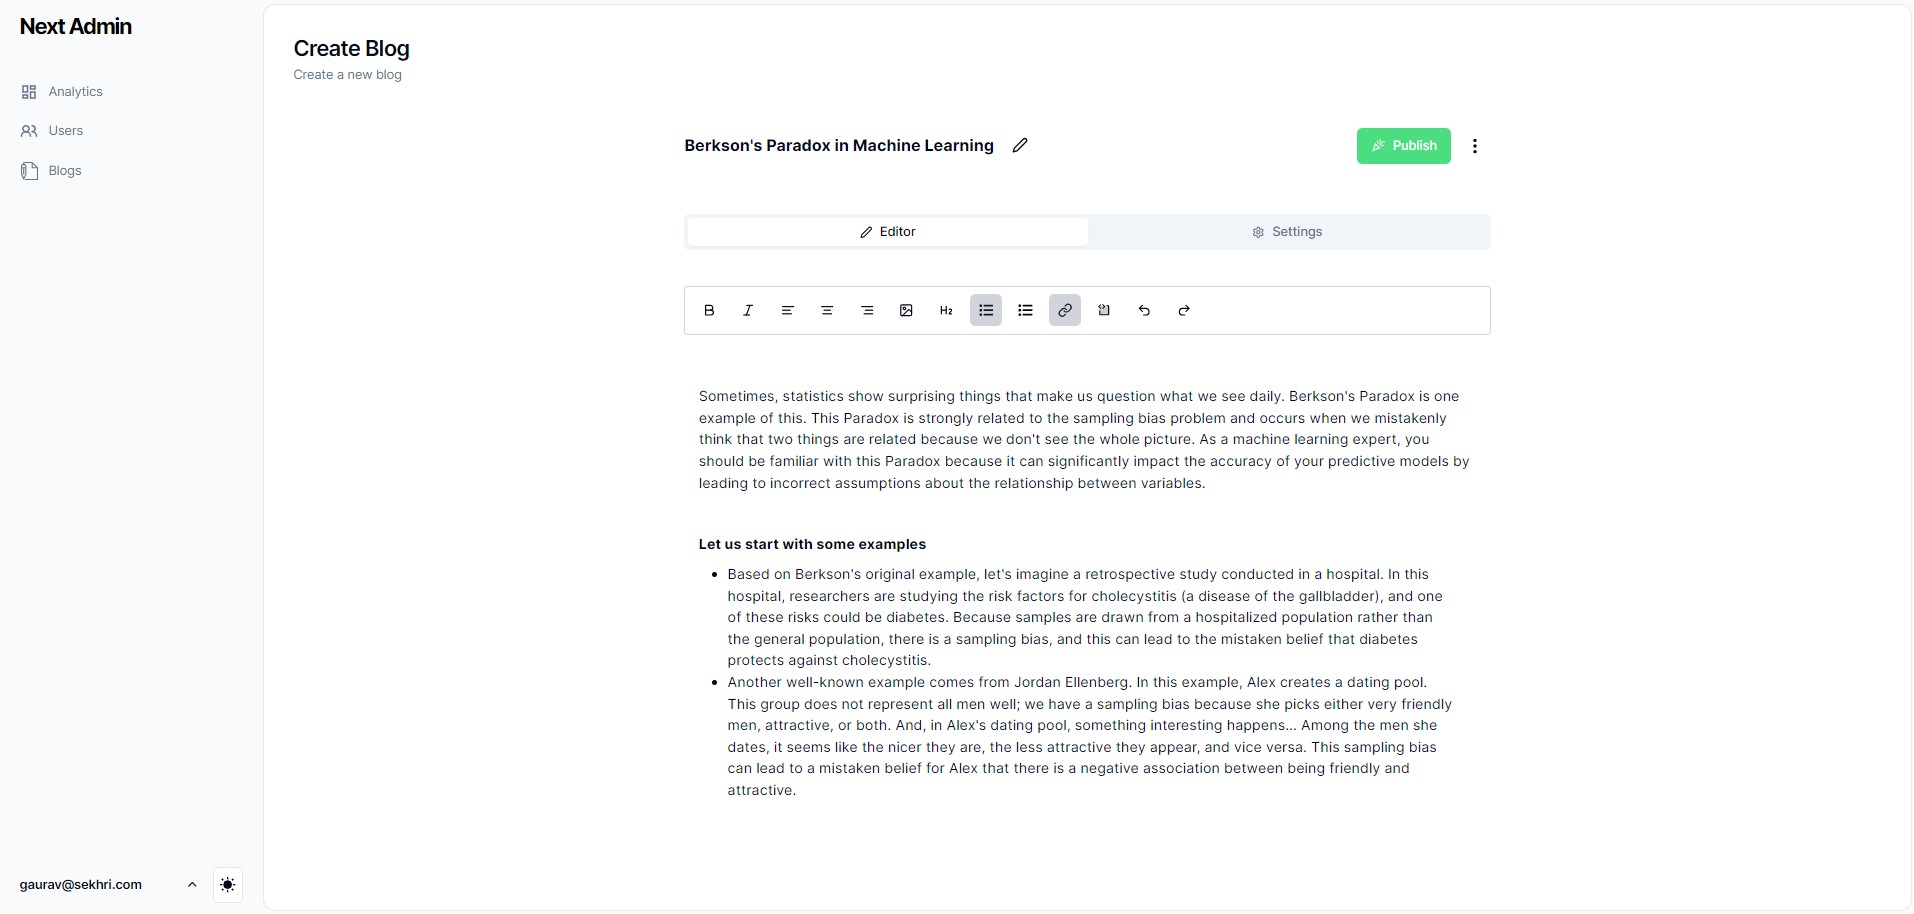 Next Admin
Analytics
Users
Blogs
Create Blog
Create a new blog
Berkson's Paradox in Machine Learning
Publish
Editor
Settings
B
I
H2
Sometimes, statistics show surprising things that make us question what we see daily. Berkson's Paradox is one
example of this. This Paradox is strongly related to the sampling bias problem and occurs when we mistakenly
think that two things are related because we don't see the whole picture. As a machine learning expert, you
should be familiar with this Paradox because it can significantly impact the accuracy of your predictive models by
leading to incorrect assumptions about the relationship between variables.
Let us start with some examples
• Based on Berkson's original example, let's imagine a retrospective study conducted in a hospital. In this
hospital, researchers are studying the risk factors for cholecystitis (a disease of the gallbladder), and one
of these risks could be diabetes. Because samples are drawn from a hospitalized population rather than
the general population, there is a sampling bias, and this can lead to the mistaken belief that diabetes
protects against cholecystitis.
• Another well-known example comes from Jordan Ellenberg. In this example, Alex creates a dating pool.
This group does not represent all men well; we have a sampling bias because she picks either very friendly
men, attractive, or both. And, in Alex's dating pool, something interesting happens... Among the men she
dates, it seems like the nicer they are, the less attractive they appear, and vice versa. This sampling bias
can lead to a mistaken belief for Alex that there is a negative association between being friendly and
attractive.
gaurav@sekhri.com